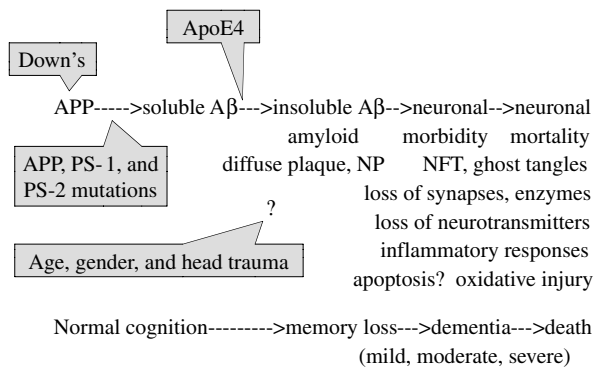 ApoE4
Down's
APP----->soluble Aβ--->insoluble Aβ-->neuronal-->neuronal
amyloid morbidity mortality
APP, PS-1, and
PS-2 mutations
diffuse plaque, NP NFT, ghost tangles
loss of synapses, enzymes
?
loss of neurotransmitters
Age, gender, and head trauma
inflammatory responses
apoptosis? oxidative injury
Normal cognition--------->memory loss--->dementia--->death
(mild, moderate, severe)